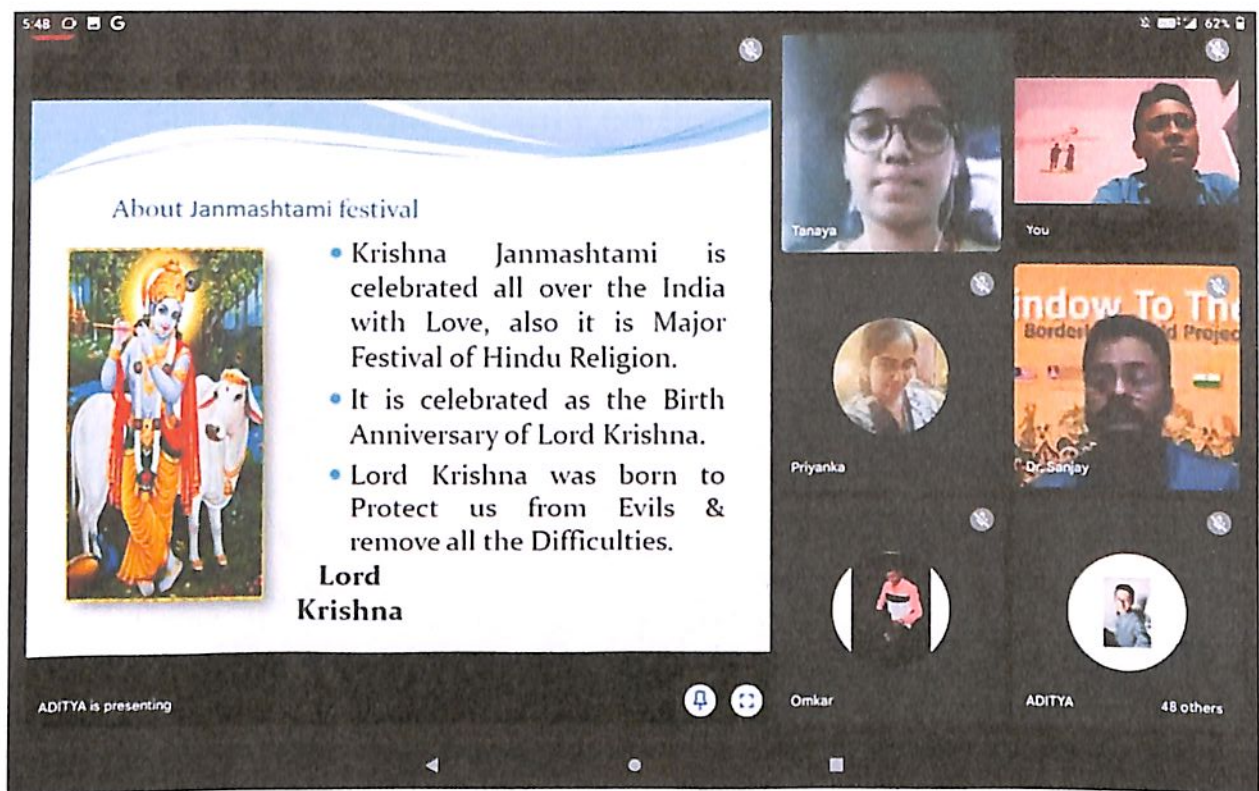 5:48 G
62%
About Janmashtami festival
• Krishna Janmashtami is
celebrated all over the India
with Love, also it is Major
Festival of Hindu Religion.
• It is celebrated as the Birth
Anniversary of Lord Krishna.
• Lord Krishna was born to
Protect us from Evils &
remove all the Difficulties.
Lord
Krishna
ADITYA is presenting
Tanaya
You
Priyanka
indow To The
Dr. Sanjay
Omkar
ADITYA
48 others